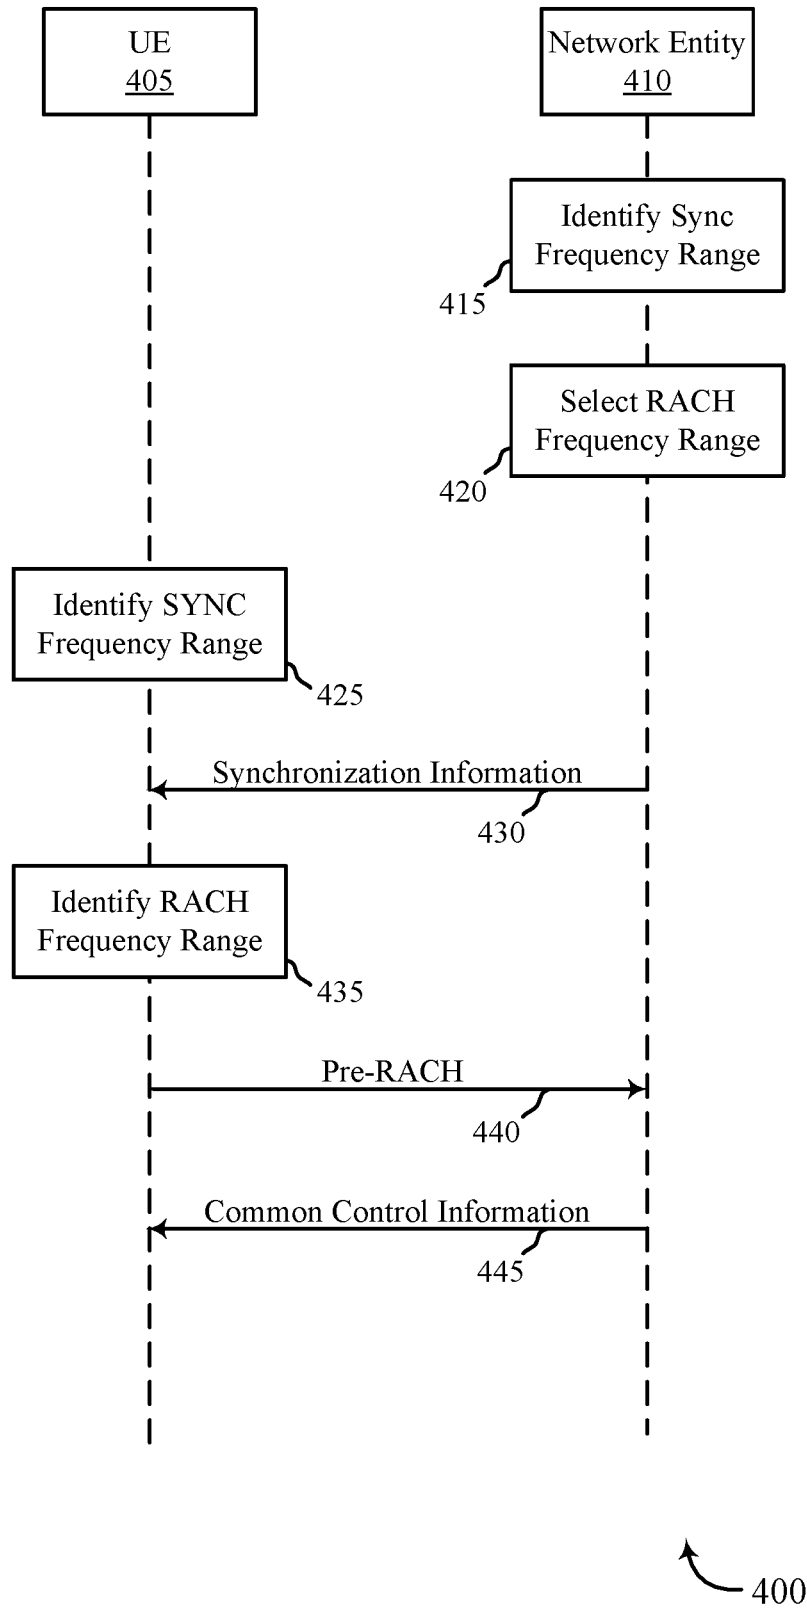 UE
405
Network Entity
410
Identify Sync
Frequency Range
415
Select RACH
Frequency Range
420
Identify SYNC
Frequency Range
425
Synchronization Information
430
Identify RACH
Frequency Range
435
Pre-RACH
440
Common Control Information
445
400